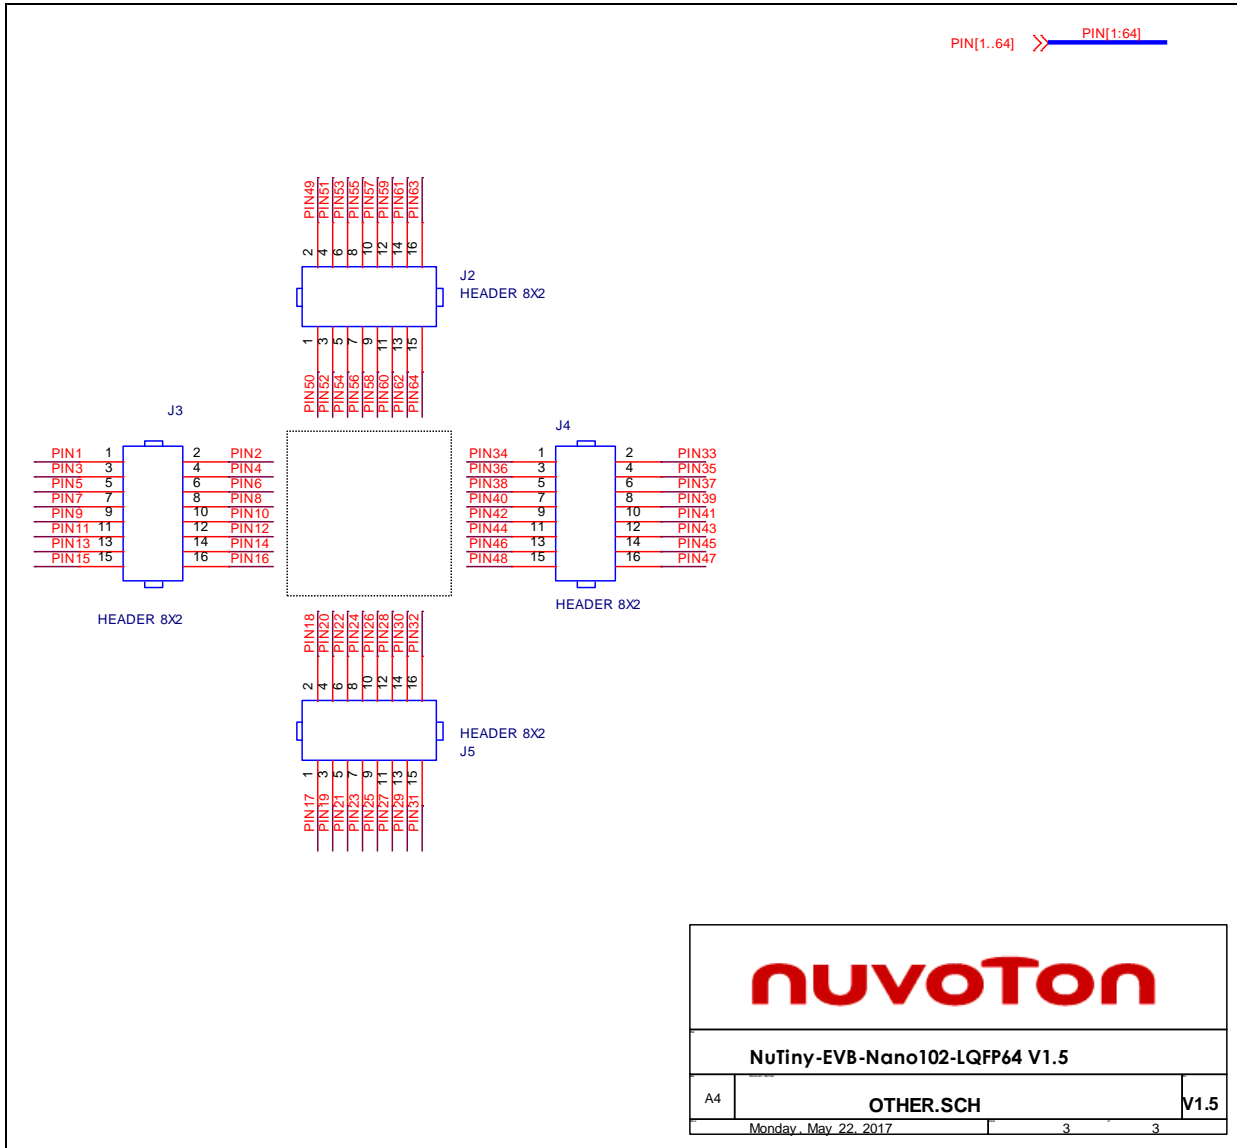 PIN[1..64] PIN[1:64]
PIN49 PIN51 PIN53 PIN55 PIN57 PIN59 PIN61 PIN63
2 4 6 8 10 12 14 16
J2
HEADER 8X2
1 3 5 7 9 11 13 15
PIN50 PIN52 PIN54 PIN56 PIN58 PIN60 PIN62 PIN64
J3
J4
PIN1 1 2 PIN2 PIN34 1 2 PIN33
PIN3 3 4 PIN4 PIN36 3 4 PIN35
PIN5 5 6 PIN6 PIN38 5 6 PIN37
PIN7 7 8 PIN8 PIN40 7 8 PIN39
PIN9 9 10 PIN10 PIN42 9 10 PIN41
PIN11 11 12 PIN12 PIN44 11 12 PIN43
PIN13 13 14 PIN14 PIN46 13 14 PIN45
PIN15 15 16 PIN16 PIN48 15 16 PIN47
HEADER 8X2
HEADER 8X2
PIN18 PIN20 PIN22 PIN24 PIN26 PIN28 PIN30 PIN32
2 4 6 8 10 12 14 16
HEADER 8X2
J5
1 3 5 7 9 11 13 15
PIN17 PIN19 PIN21 PIN23 PIN25 PIN27 PIN29 PIN31
nuvoTon
NuTiny-EVB-Nano102-LQFP64 V1.5
A4 OTHER.SCH V1.5
Monday, May 22, 2017 3 3